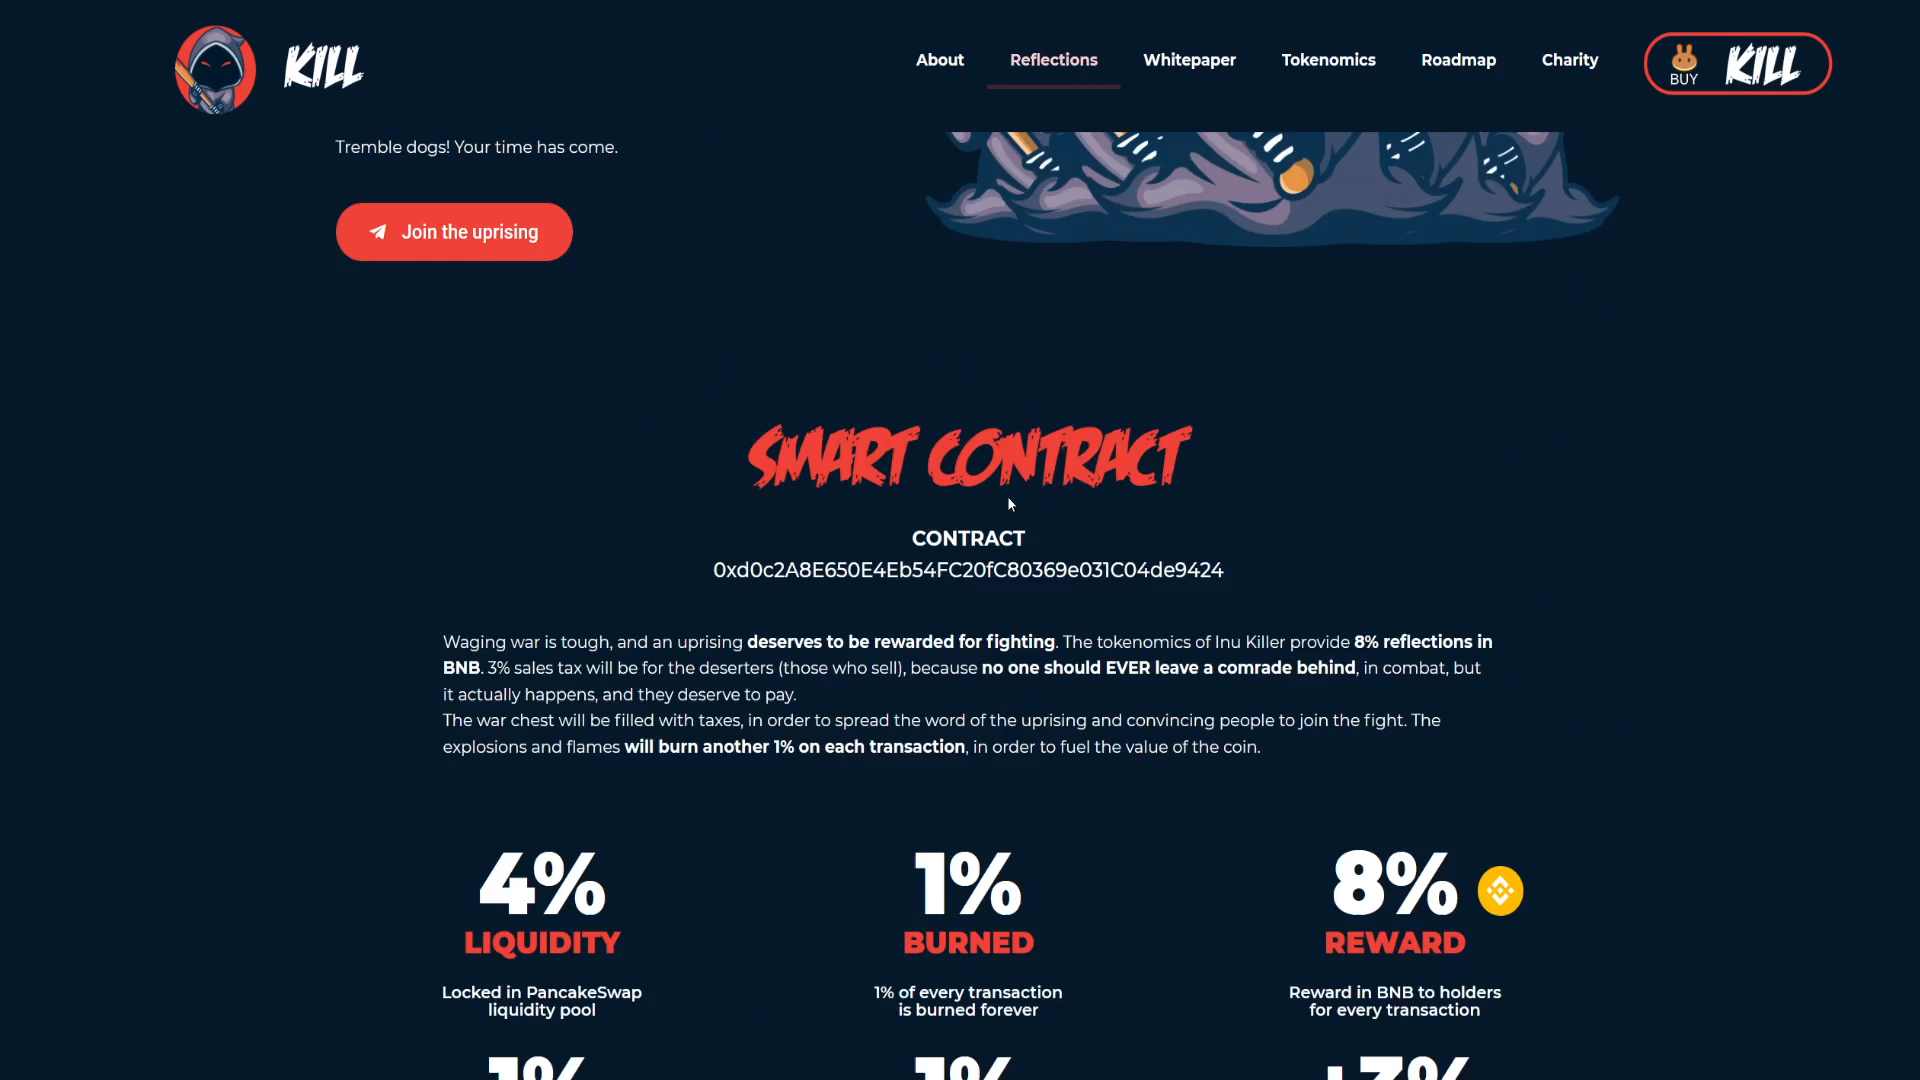 KILL
About
Reflections
Whitepaper
Tokenomics
Roadmap
Charity
BUY
KILL
Tremble dogs! Your time has come.
Join the uprising
SMART CONTRACT
CONTRACT
0xd0c2A8E650E4Eb54FC20fC80369e031C04de9424
Waging war is tough, and an uprising deserves to be rewarded for fighting. The tokenomics of Inu Killer provide 8% reflections in
BNB. 3% sales tax will be for the deserters (those who sell), because no one should EVER leave a comrade behind, in combat, but
it actually happens, and they deserve to pay.
The war chest will be filled with taxes, in order to spread the word of the uprising and convincing people to join the fight. The
explosions and flames will burn another 1% on each transaction, in order to fuel the value of the coin.
4%
LIQUIDITY
Locked in PancakeSwap
liquidity pool
1%
BURNED
1% of every transaction
is burned forever
8%
REWARD
Reward in BNB to holders
for every transaction
1%
1%
+3%